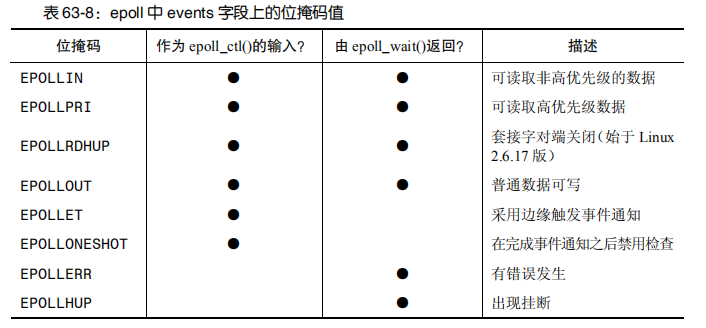 表 63-8：epoll 中 events 字段上的位掩码值
位掩码 作为 epoll_ctl()的输入？ 由 epoll_wait()返回？ 描述
EPOLLIN ● ● 可读取非高优先级的数据
EPOLLPRI ● ● 可读取高优先级数据
EPOLLRDHUP ● ● 套接字对端关闭（始于 Linux
2.6.17 版）
EPOLLOUT ● ● 普通数据可写
EPOLLET ● 采用边缘触发事件通知
EPOLLONESHOT ● 在完成事件通知之后禁用检查
EPOLLERR ● 有错误发生
EPOLLHUP ● 出现挂断